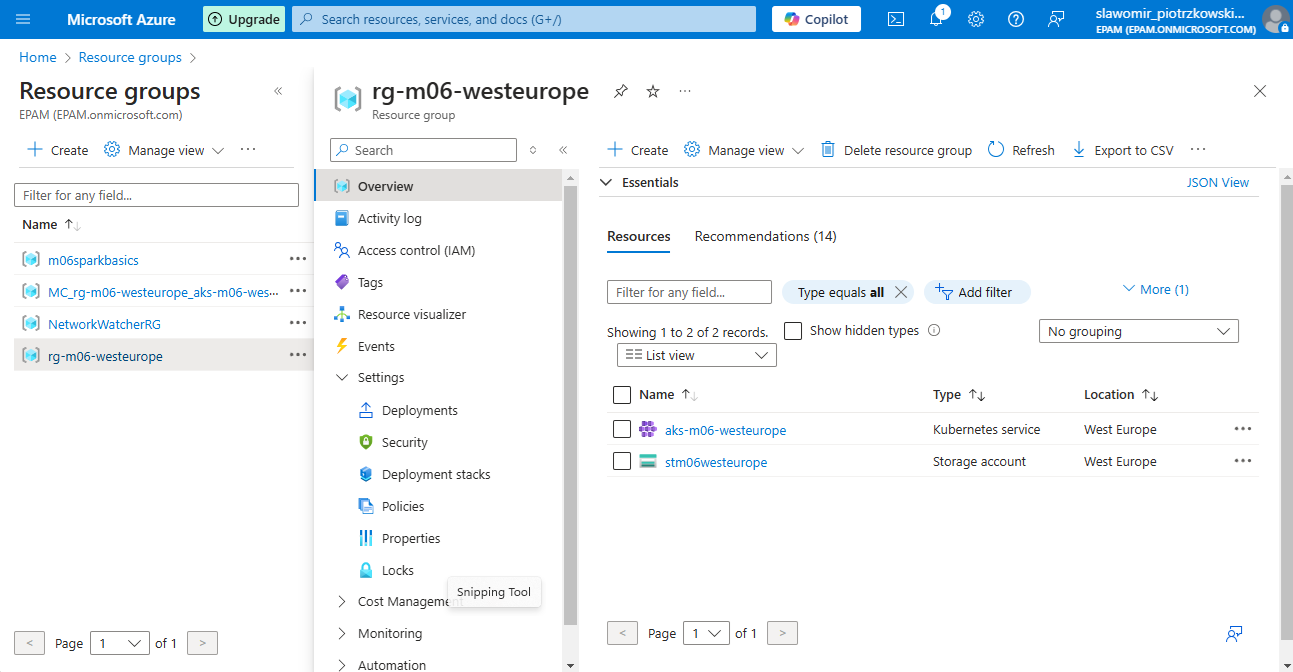 Microsoft Azure
Upgrade
Search resources, services, and docs (G+/)
Copilot
1
slawomir_piotrzkowski...
EPAM (EPAM.ONMICROSOFT.COM)
Home > Resource groups >
Resource groups
EPAM (EPAM.onmicrosoft.com)
Create
Manage view
...
Filter for any field...
Name
m06sparkbasics
MC_rg-m06-westeurope_aks-m06-wes...
NetworkWatcherRG
rg-m06-westeurope
< Page 1 of 1 >
rg-m06-westeurope
Resource group
Search
Overview
Activity log
Access control (IAM)
Tags
Resource visualizer
Events
Settings
Deployments
Security
Deployment stacks
Policies
Properties
Locks
Snipping Tool
Cost Management
Monitoring
Automation
Create
Manage view
Delete resource group
Refresh
Export to CSV
...
Essentials
JSON View
Resources
Recommendations (14)
Filter for any field...
Type equals all
Add filter
More (1)
Showing 1 to 2 of 2 records.
Show hidden types
No grouping
List view
Name Type Location
aks-m06-westeurope Kubernetes service West Europe
stm06westeurope Storage account West Europe
< Page 1 of 1 >